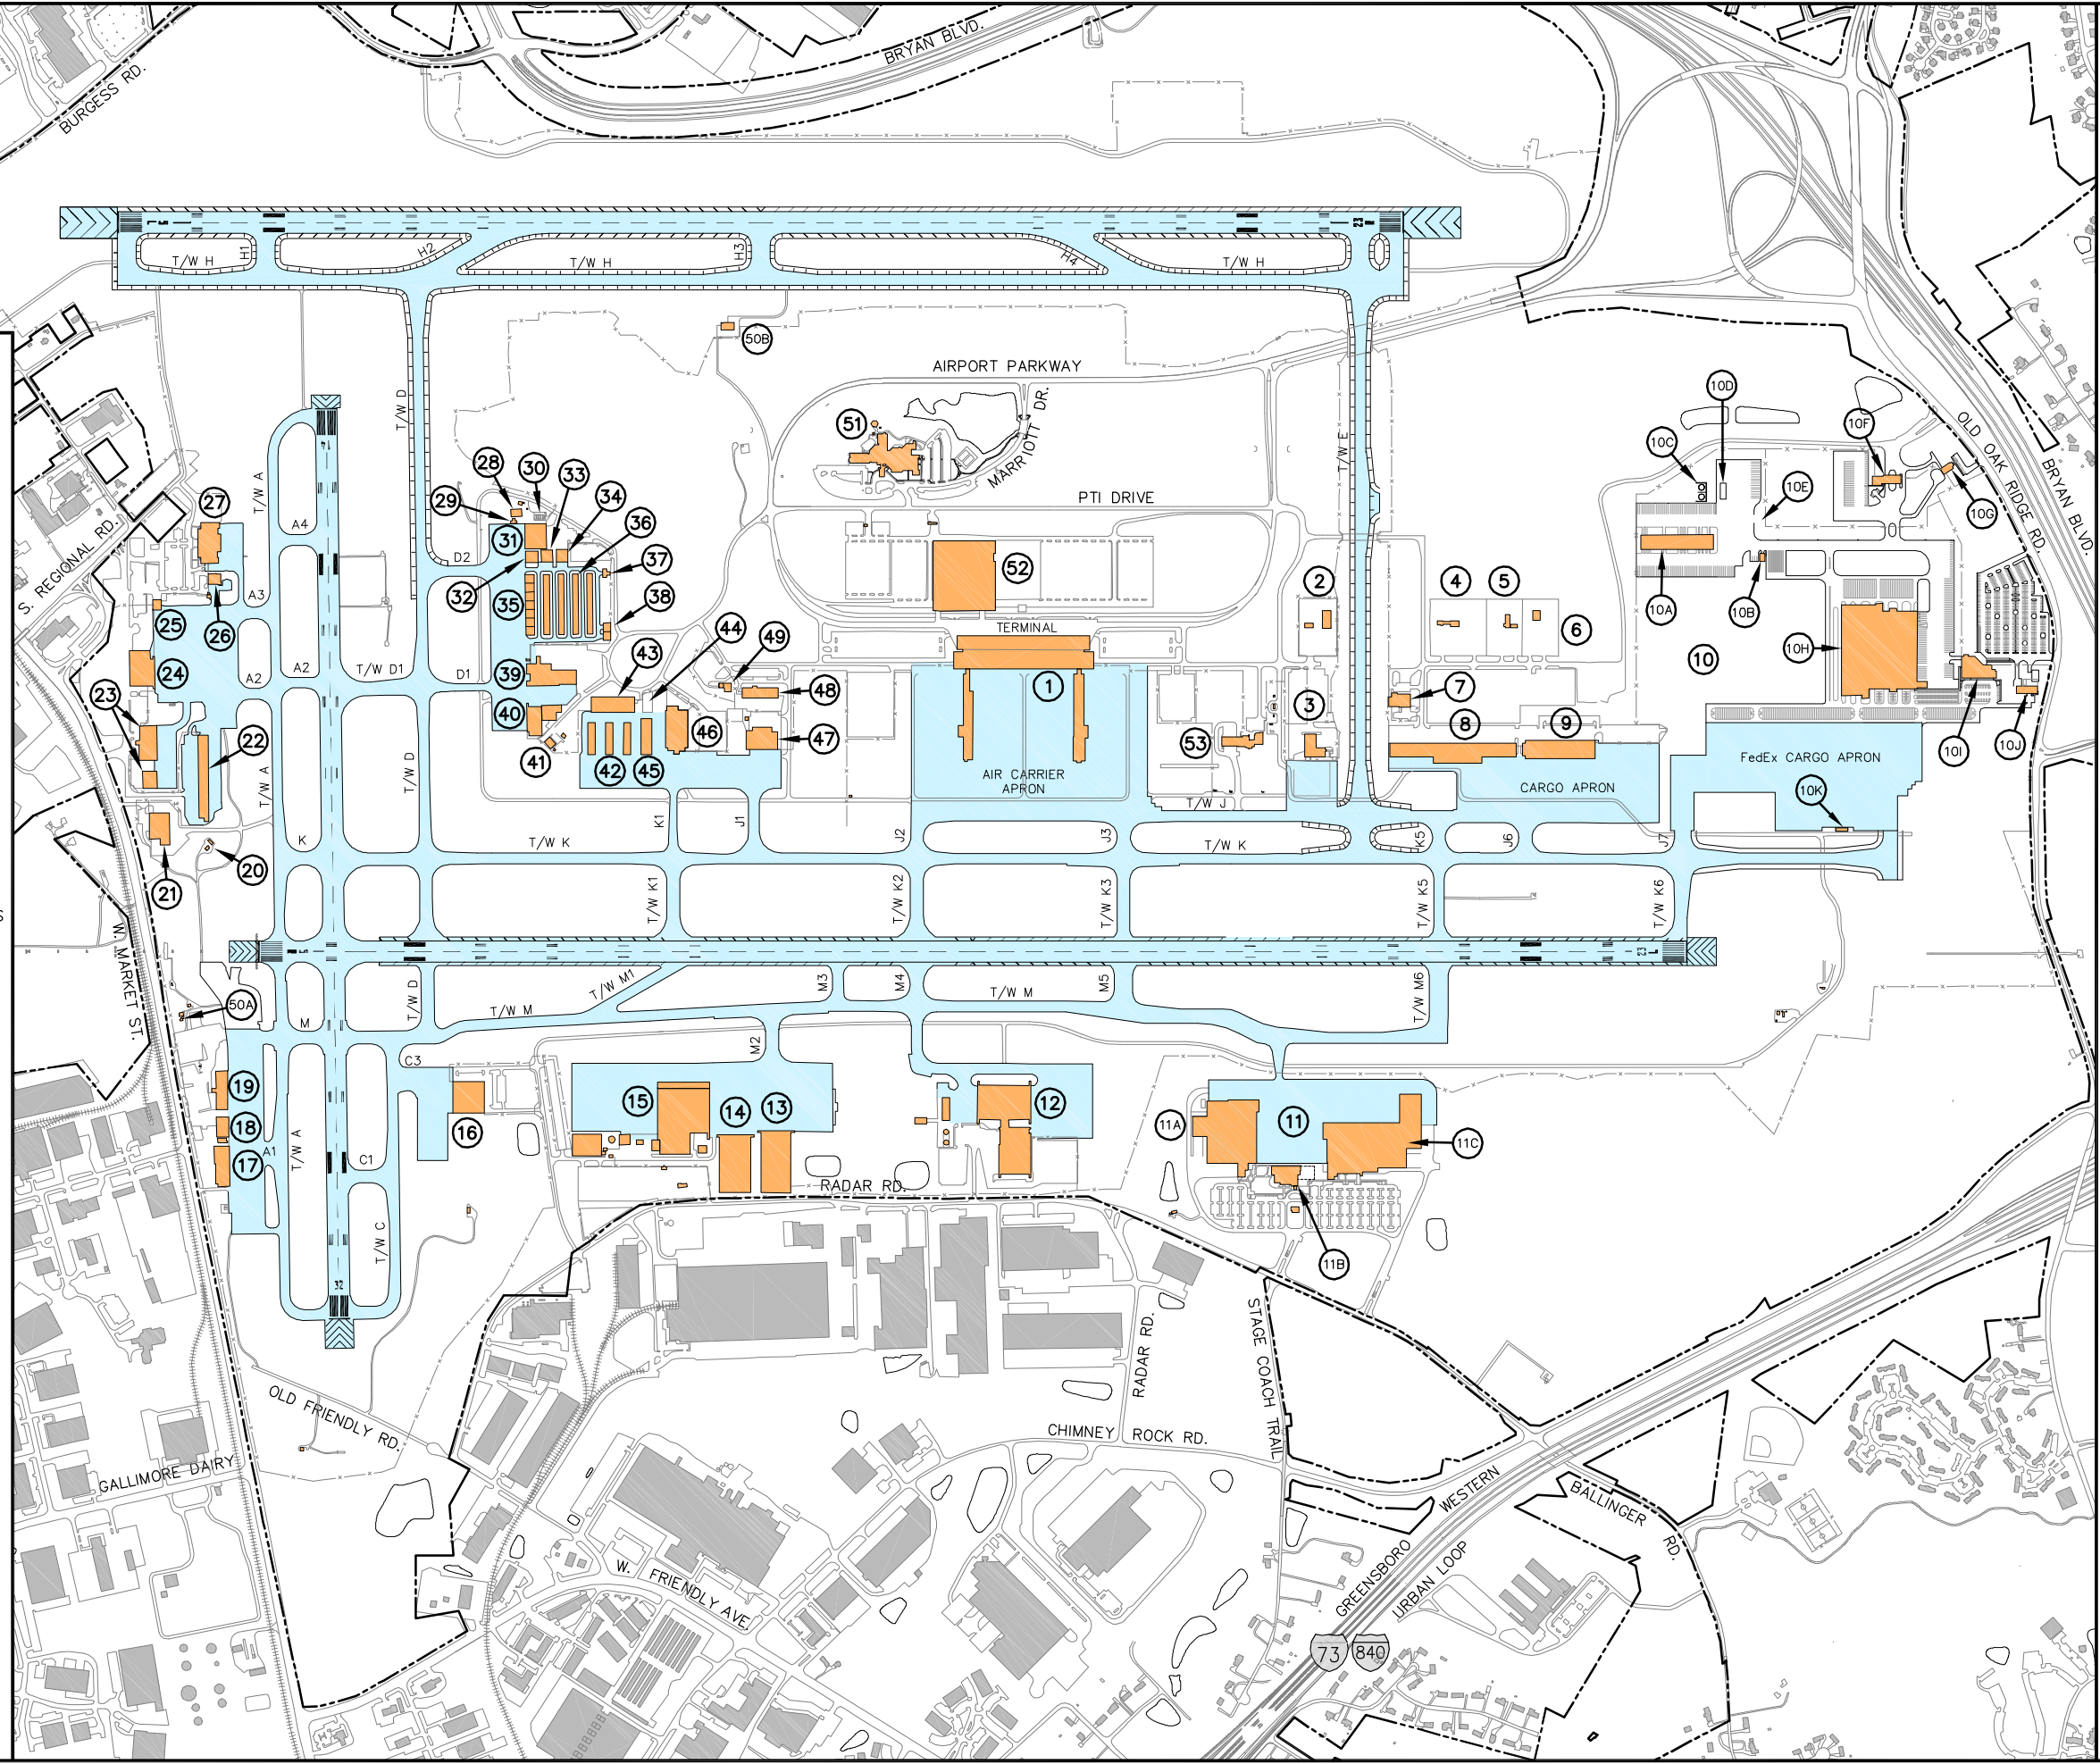 BRYAN BLVD.
BURGESS RD.
5L
23R
T/W H
H1
H2
T/W H
H3
H4
T/W H
50B
AIRPORT PARKWAY
MARRIOTT DR.
51
PTI DRIVE
T/W D
T/W E
T/W A
A4
14
28
30
33
34
29
36
31
37
32
35
38
D2
27
S. REGIONAL RD.
A3
25
26
52
2
4
5
6
10D
10C
10F
10E
10G
OLD OAK RIDGE RD.
BRYAN BLVD.
10A
10B
10
10H
10I
10J
TERMINAL
1
44
49
43
48
39
40
46
47
41
42
45
24
A2
A2
T/W D1
D1
23
22
3
7
8
9
53
AIR CARRIER
APRON
CARGO APRON
FedEx CARGO APRON
10K
T/W A
T/W D
T/W J
K1
J1
J2
J3
K5
J6
J7
K
T/W K
T/W K
21
20
T/W K1
T/W K2
T/W K3
T/W K5
T/W K6
W. MARKET ST.
5R
23L
50A
M
T/W D
T/W M
T/W M1
M3
M4
T/W M
M5
T/W M6
C3
M2
19
18
17
A1
T/W A
C1
T/W C
32
16
15
14
13
12
11A
11
11C
11B
RADAR RD.
RADAR RD.
STAGE COACH TRAIL
OLD FRIENDLY RD.
GALLIMORE DAIRY
CHIMNEY ROCK RD.
W. FRIENDLY AVE.
GREENSBORO WESTERN
URBAN LOOP
BALLINGER RD.
73
840